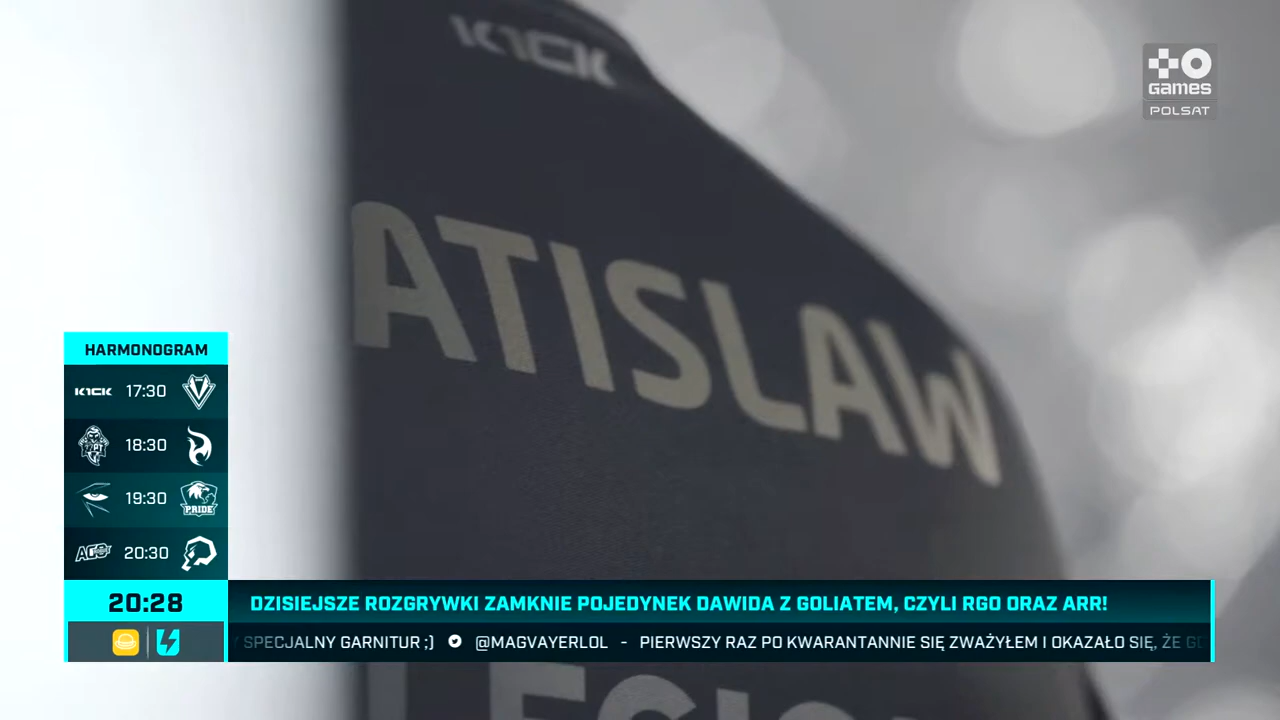 K1CK
GAMES
POLSAT
ATISLAW
HARMONOGRAM
K1CK 17:30
18:30
19:30 PRIDE
AGO 20:30
20:28
DZISIEJSZE ROZGRYWKI ZAMKNIE POJEDYNEK DAWIDA Z GOLIATEM, CZYLI RGO ORAZ ARR!
SPECJALNY GARNITUR ;) @MAGVAYERLOL - PIERWSZY RAZ PO KWARANTANNIE SIĘ ZWAŻYŁEM I OKAZAŁO SIĘ, ŻE